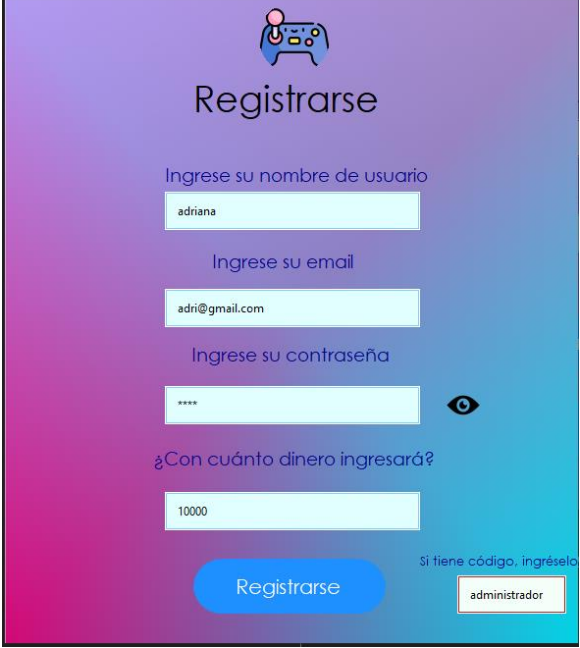 Registrarse
Ingrese su nombre de usuario
adriana
Ingrese su email
adri@gmail.com
Ingrese su contraseña
****
¿Con cuánto dinero ingresará?
10000
Si tiene código, ingréselo
Registrarse
administrador